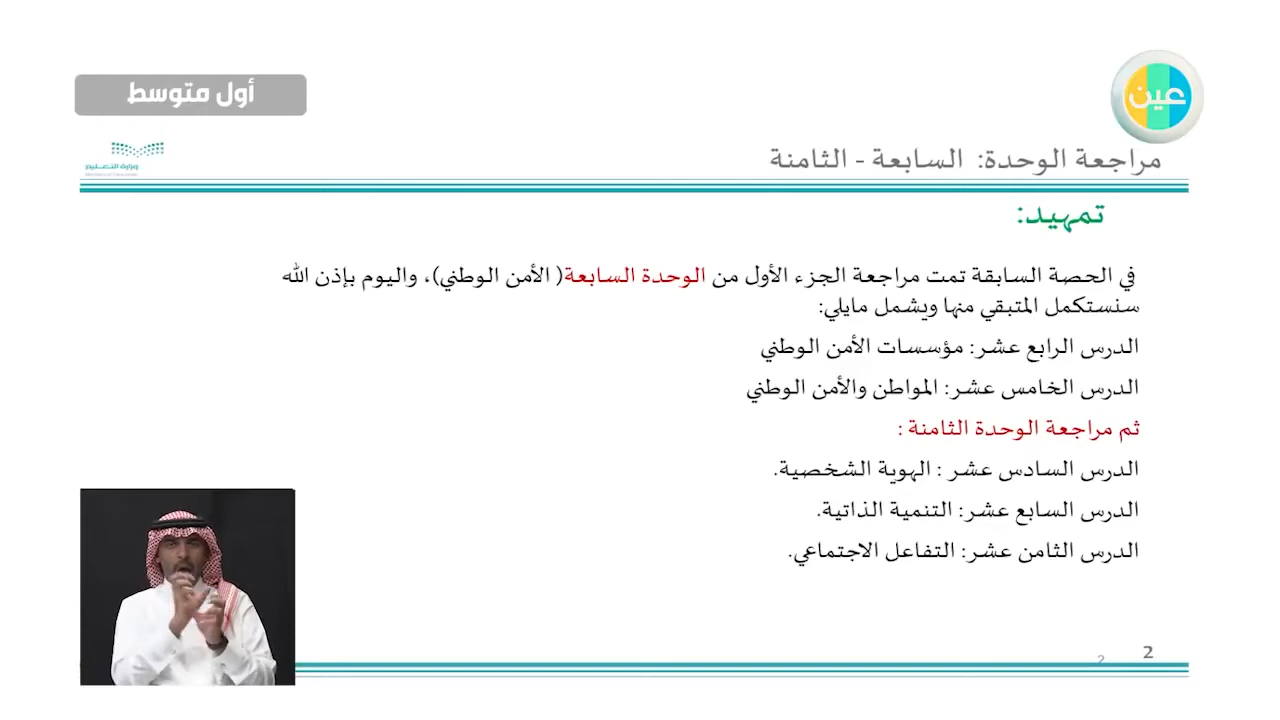 أول متوسط
عين
وزارة التعليم
مراجعة الوحدة: السابعة - الثامنة
تمهيد:
في الحصة السابقة تمت مراجعة الجزء الأول من الوحدة السابعة( الأمن الوطني)، واليوم بإذن الله
سنستكمل المتبقي منها ويشمل مايلي:
الدرس الرابع عشر: مؤسسات الأمن الوطني
الدرس الخامس عشر: المواطن والأمن الوطني
ثم مراجعة الوحدة الثامنة :
الدرس السادس عشر : الهوية الشخصية.
الدرس السابع عشر: التنمية الذاتية.
الدرس الثامن عشر: التفاعل الاجتماعي.
2
2